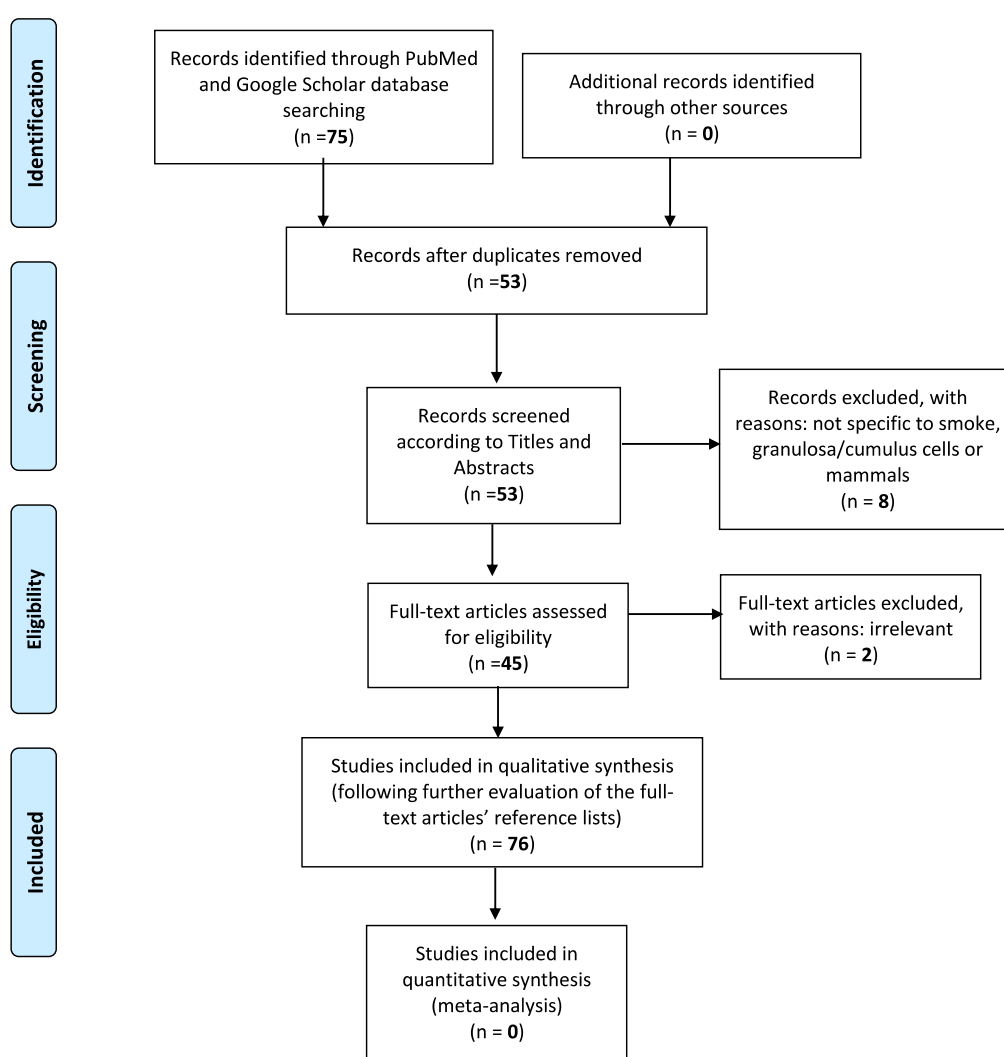 Identification
Records identified through PubMed
and Google Scholar database
searching
(n =75)
Additional records identified
through other sources
(n = 0)
Records after duplicates removed
(n =53)
Screening
Records screened
according to Titles and
Abstracts
(n =53)
Records excluded, with
reasons: not specific to smoke,
granulosa/cumulus cells or
mammals
(n = 8)
Eligibility
Full-text articles assessed
for eligibility
(n =45)
Full-text articles excluded,
with reasons: irrelevant
(n = 2)
Included
Studies included in qualitative synthesis
(following further evaluation of the full-
text articles’ reference lists)
(n = 76)
Studies included in
quantitative synthesis
(meta-analysis)
(n = 0)